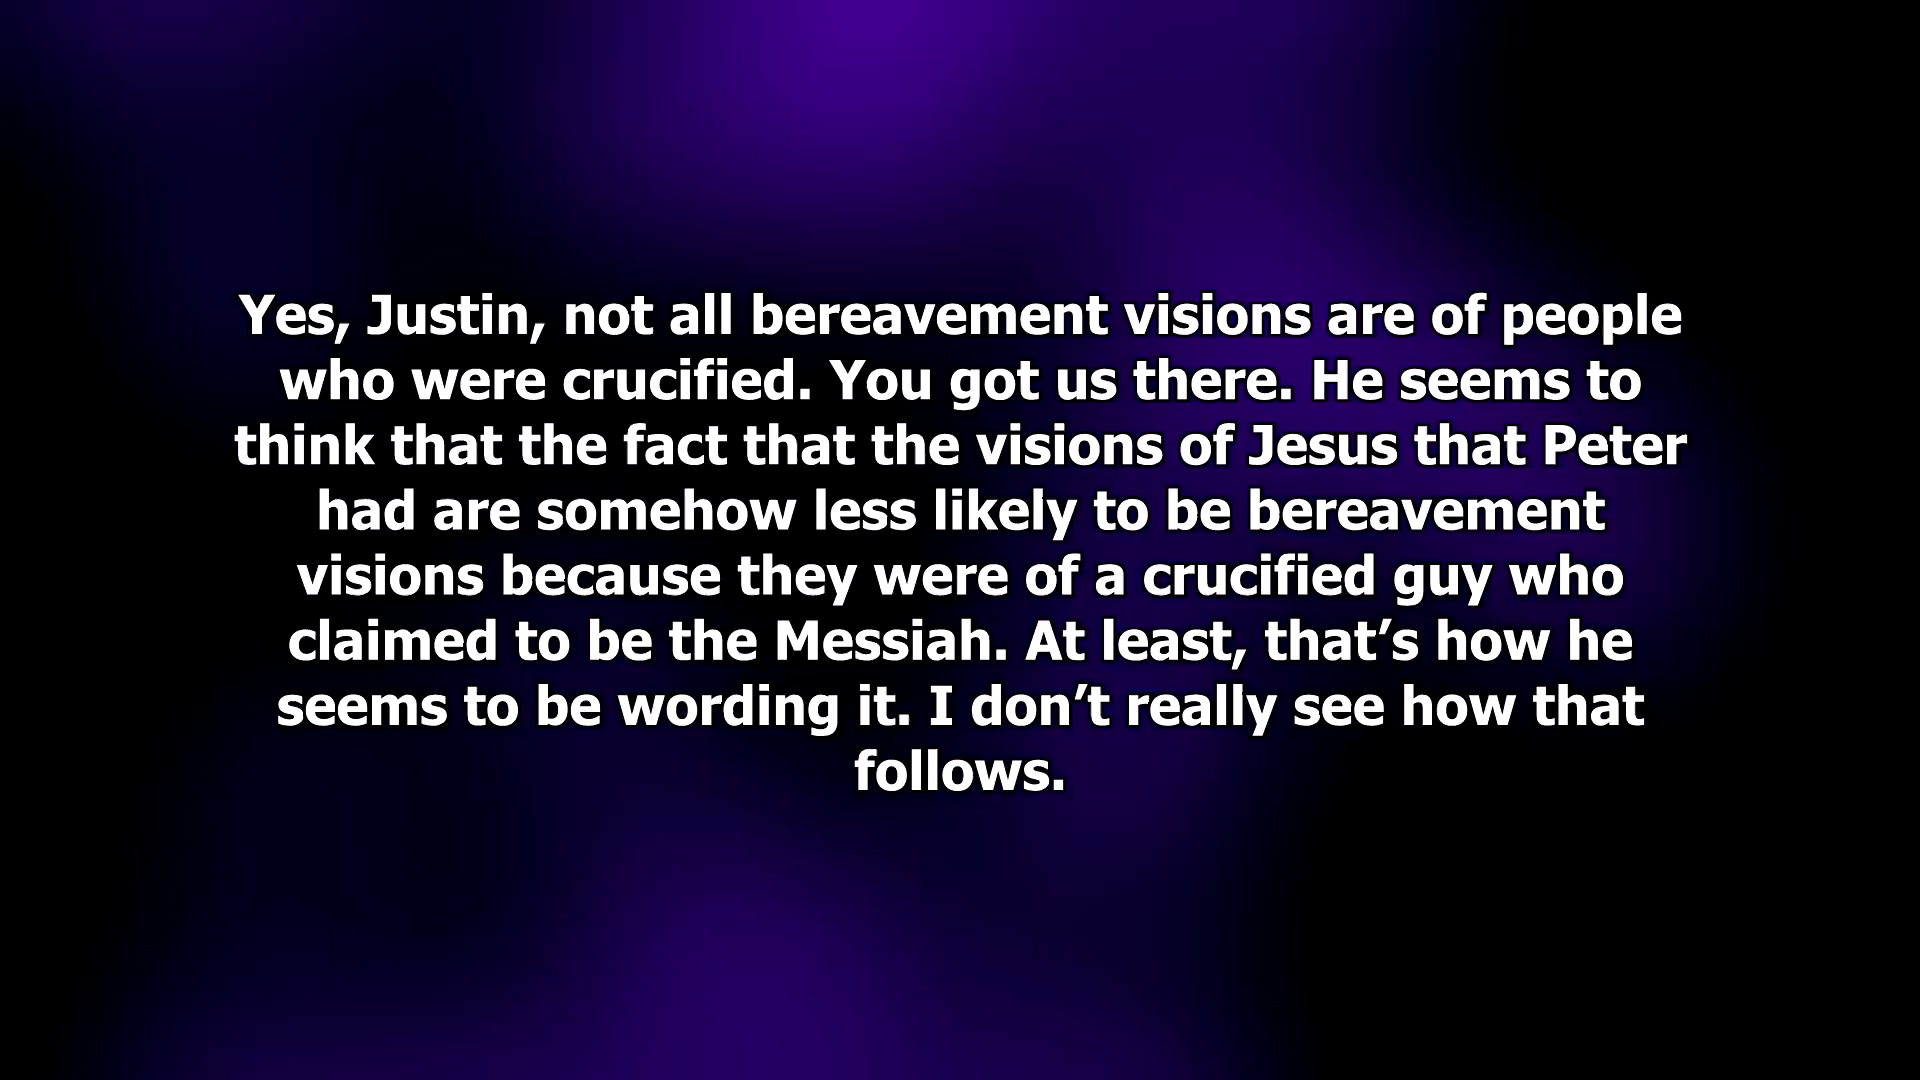 Yes, Justin, not all bereavement visions are of people
who were crucified. You got us there. He seems to
think that the fact that the visions of Jesus that Peter
had are somehow less likely to be bereavement
visions because they were of a crucified guy who
claimed to be the Messiah. At least, that’s how he
seems to be wording it. I don’t really see how that
follows.